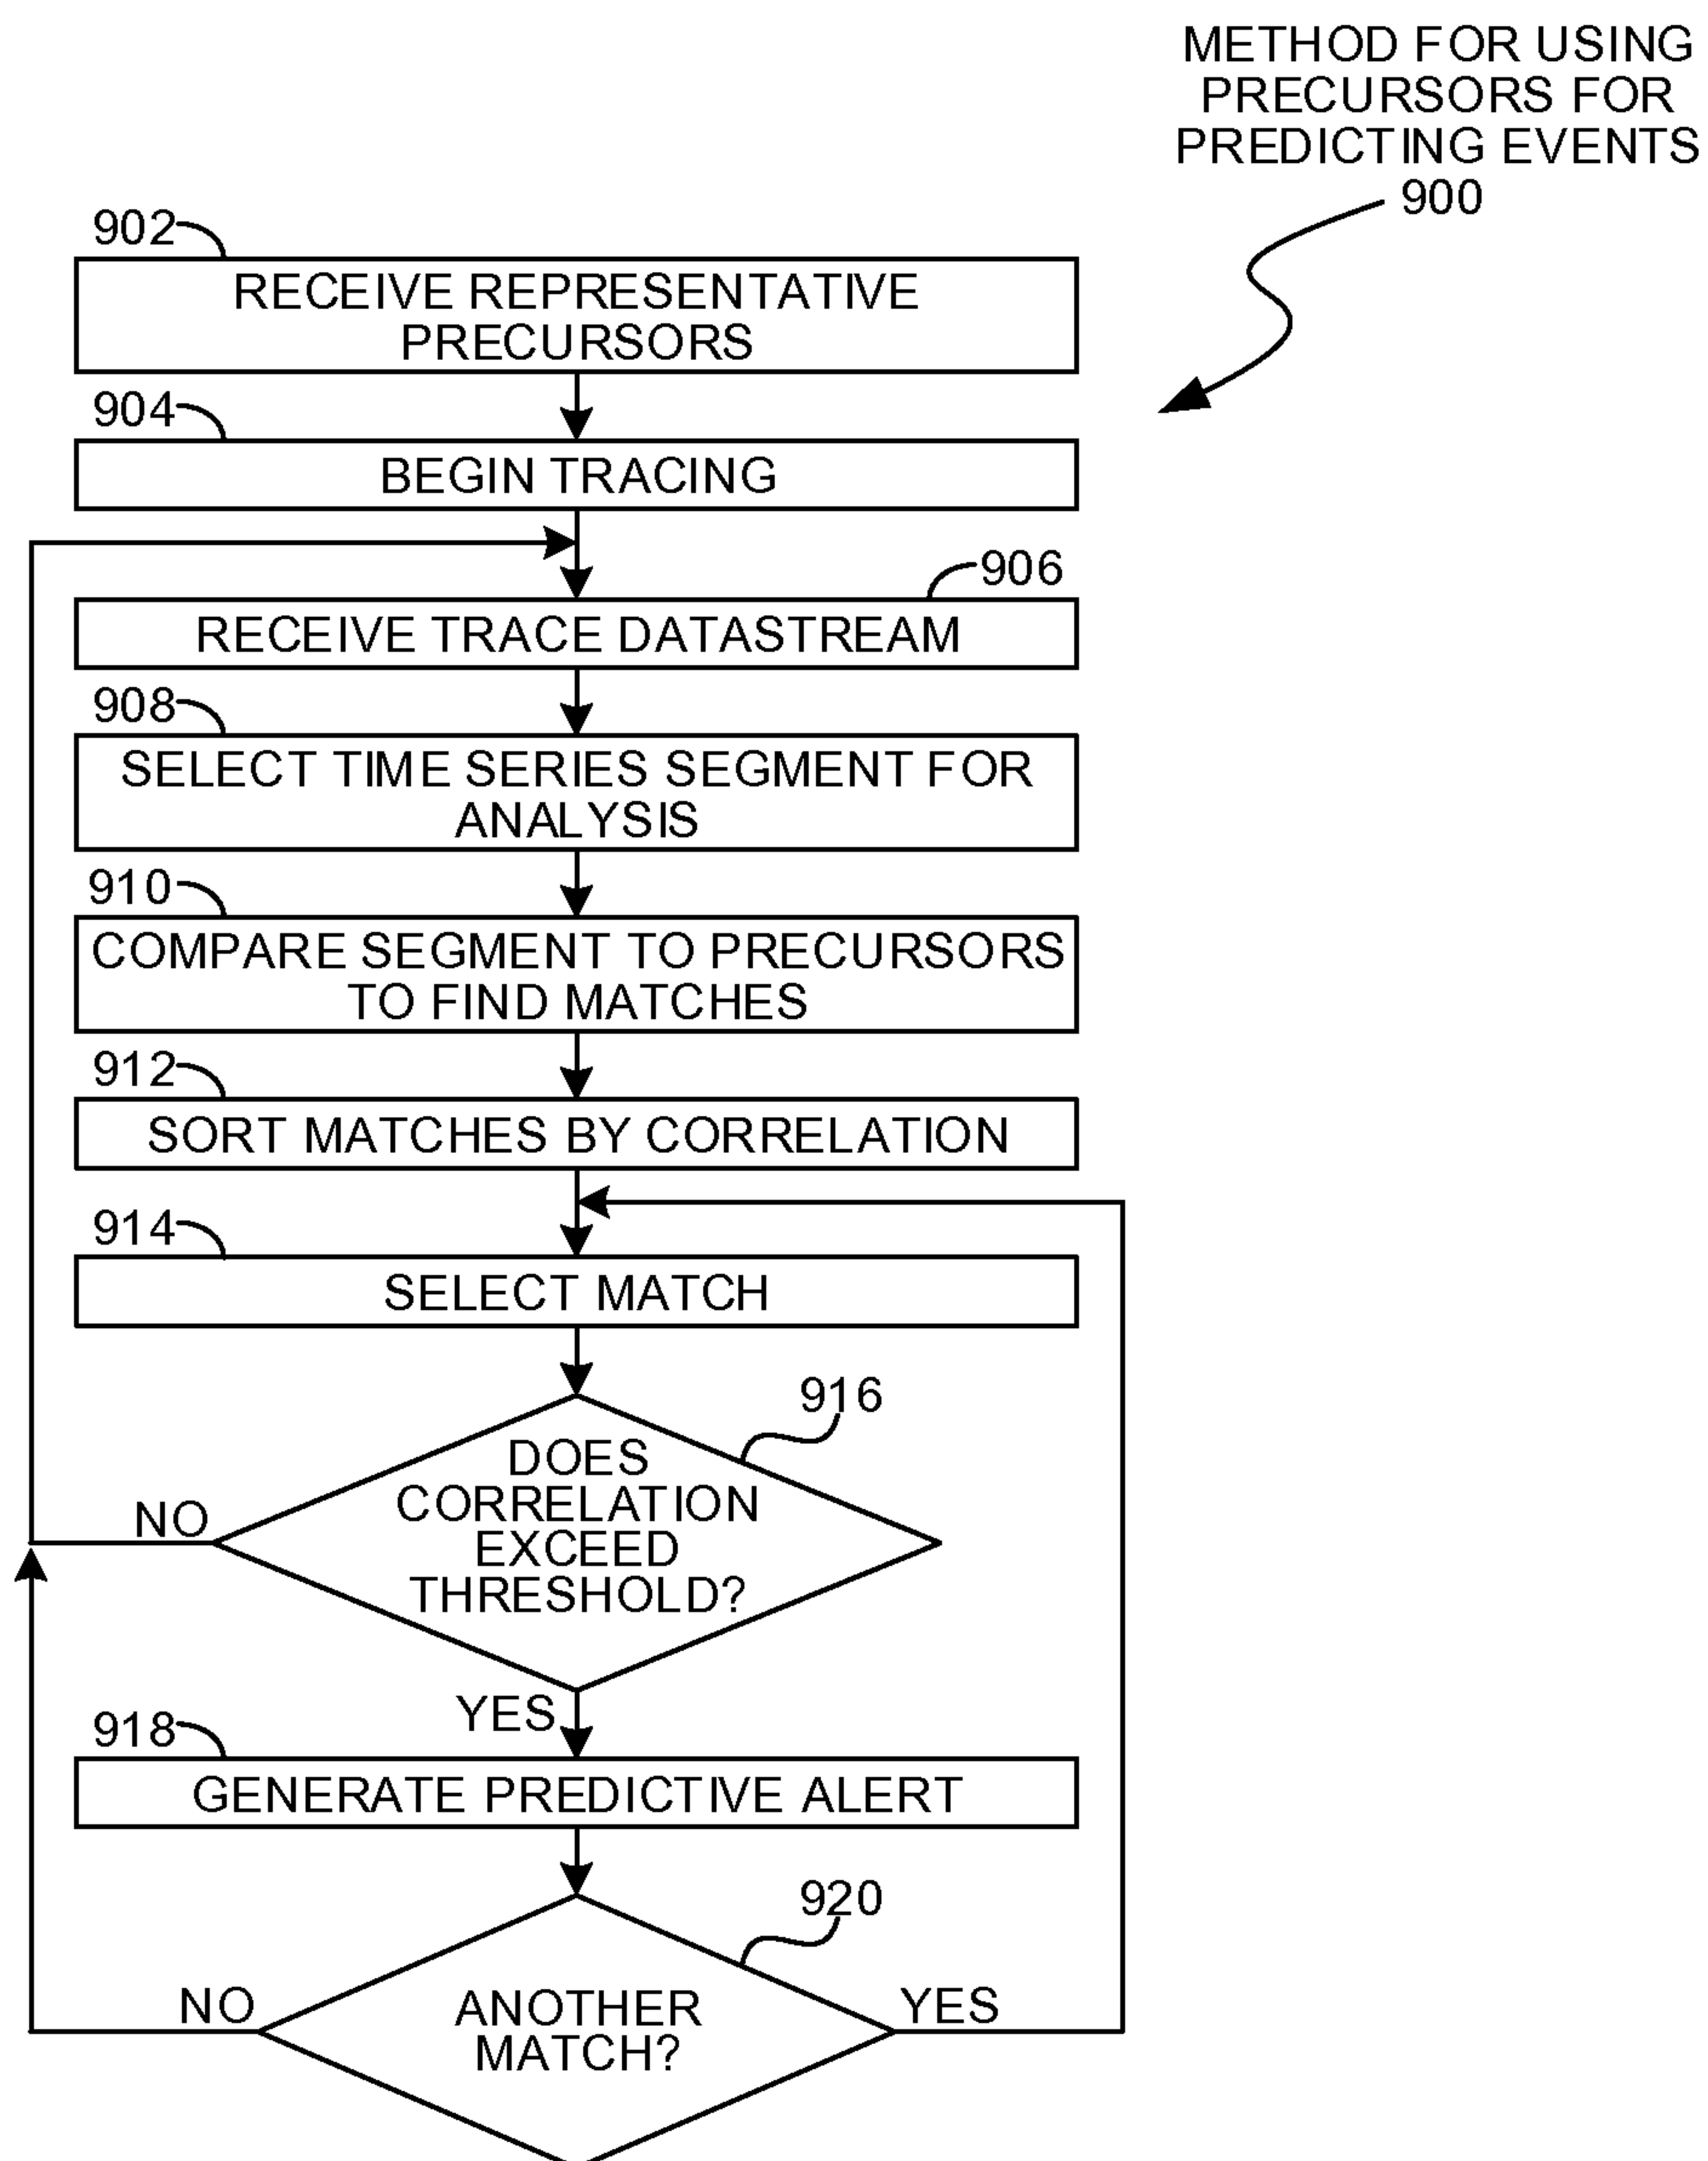 METHOD FOR USING
PRECURSORS FOR
PREDICTING EVENTS
900
902
RECEIVE REPRESENTATIVE
PRECURSORS
904
BEGIN TRACING
906
RECEIVE TRACE DATASTREAM
908
SELECT TIME SERIES SEGMENT FOR
ANALYSIS
910
COMPARE SEGMENT TO PRECURSORS
TO FIND MATCHES
912
SORT MATCHES BY CORRELATION
914
SELECT MATCH
916
DOES
CORRELATION
EXCEED
THRESHOLD?
NO
YES
918
GENERATE PREDICTIVE ALERT
920
ANOTHER
MATCH?
NO
YES